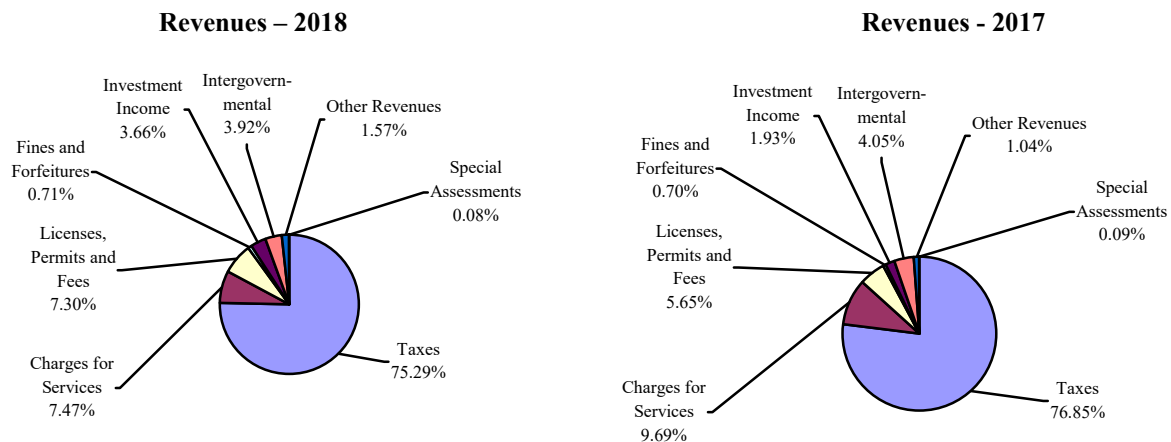 Revenues – 2018
Investment
Income
3.66%
Intergovern-
mental
3.92%
Other Revenues
1.57%
Fines and
Forfeitures
0.71%
Special
Assessments
0.08%
Licenses,
Permits and
Fees
7.30%
Charges for
Services
7.47%
Taxes
75.29%
Revenues - 2017
Investment
Income
1.93%
Intergovern-
mental
4.05%
Other Revenues
1.04%
Fines and
Forfeitures
0.70%
Special
Assessments
0.09%
Licenses,
Permits and
Fees
5.65%
Charges for
Services
9.69%
Taxes
76.85%